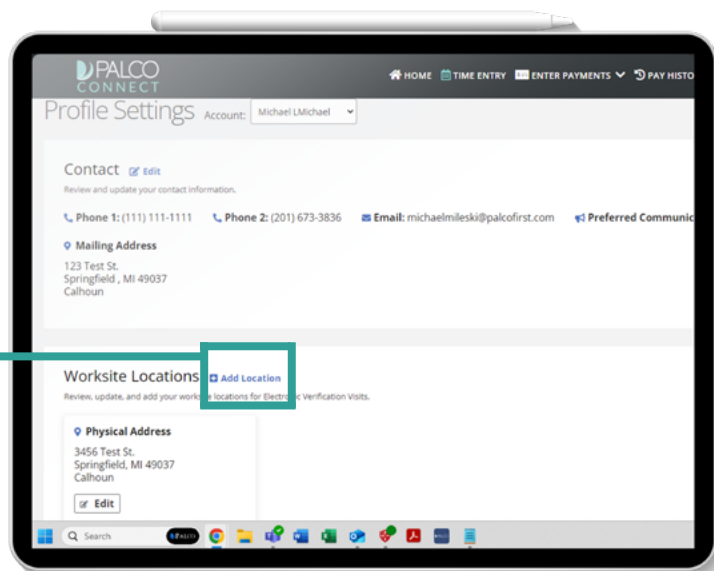 PALCO
CONNECT
HOME TIME ENTRY ENTER PAYMENTS PAY HISTO
Profile Settings Account: Michael LMichael
Contact Edit
Review and update your contact information.
Phone 1: (111) 111-1111 Phone 2: (201) 673-3836 Email: michaelmileski@palcofirst.com Preferred Communic
Mailing Address
123 Test St.
Springfield , MI 49037
Calhoun
Worksite Locations Add Location
Review, update, and add your worksite locations for Electronic Verification Visits.
Physical Address
3456 Test St.
Springfield, MI 49037
Calhoun
Edit
Search